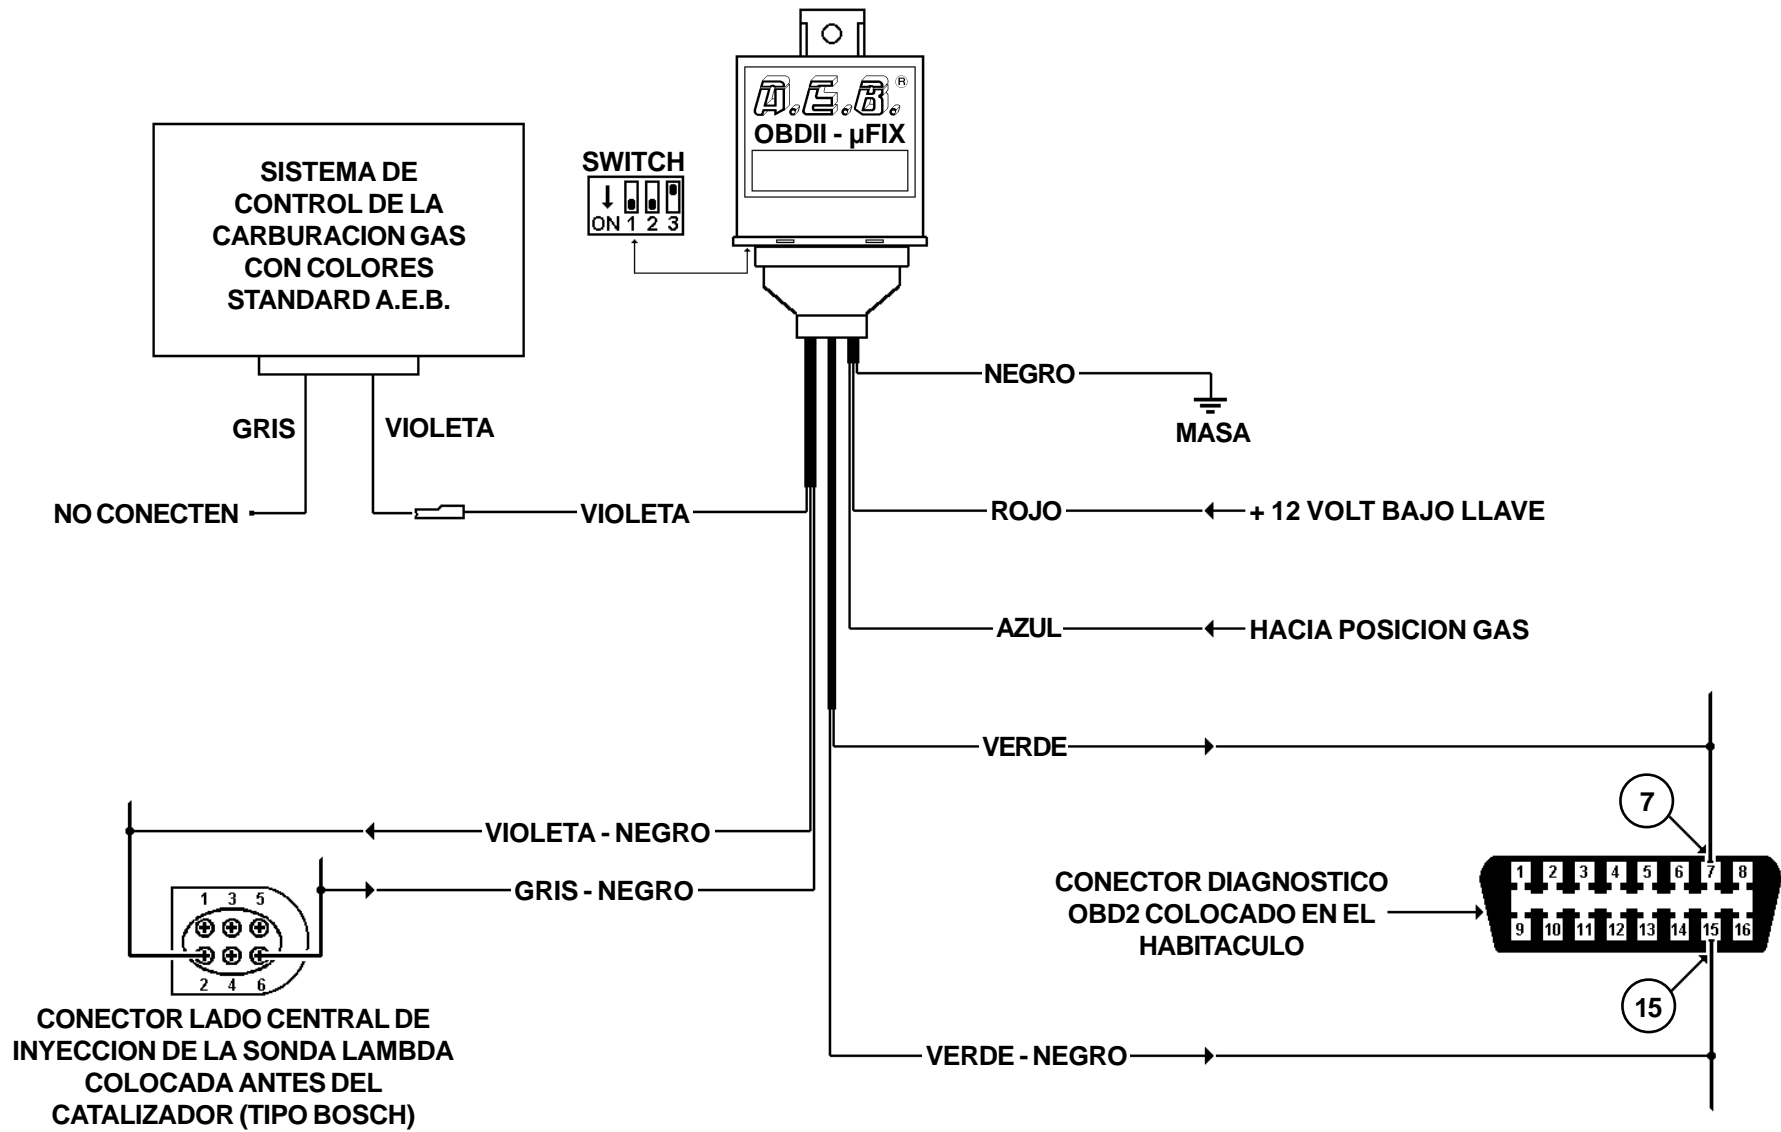 A.E.B.®
OBDII - µFIX
SWITCH
ON 1 2 3
SISTEMA DE
CONTROL DE LA
CARBURACION GAS
CON COLORES
STANDARD A.E.B.
GRIS
VIOLETA
NO CONECTEN
VIOLETA
NEGRO
MASA
ROJO
+ 12 VOLT BAJO LLAVE
AZUL
HACIA POSICION GAS
VERDE
VIOLETA - NEGRO
GRIS - NEGRO
1 3 5
2 4 6
CONECTOR LADO CENTRAL DE
INYECCION DE LA SONDA LAMBDA
COLOCADA ANTES DEL
CATALIZADOR (TIPO BOSCH)
7
CONECTOR DIAGNOSTICO
OBD2 COLOCADO EN EL
HABITACULO
1 2 3 4 5 6 7 8
9 10 11 12 13 14 15 16
15
VERDE - NEGRO